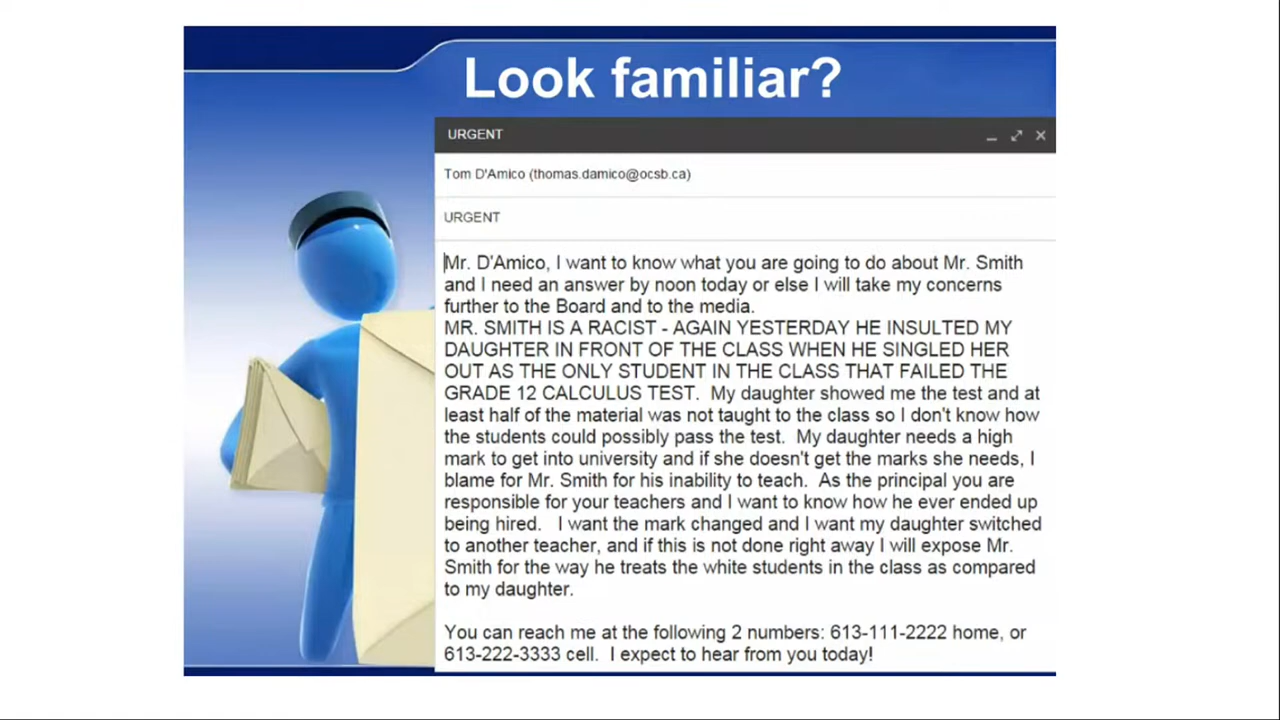 Look familiar?
URGENT
Tom D'Amico (thomas.damico@ocsb.ca)
URGENT
Mr. D'Amico, I want to know what you are going to do about Mr. Smith
and I need an answer by noon today or else I will take my concerns
further to the Board and to the media.
MR. SMITH IS A RACIST - AGAIN YESTERDAY HE INSULTED MY
DAUGHTER IN FRONT OF THE CLASS WHEN HE SINGLED HER
OUT AS THE ONLY STUDENT IN THE CLASS THAT FAILED THE
GRADE 12 CALCULUS TEST.  My daughter showed me the test and at
least half of the material was not taught to the class so I don't know how
the students could possibly pass the test.  My daughter needs a high
mark to get into university and if she doesn't get the marks she needs, I
blame for Mr. Smith for his inability to teach.  As the principal you are
responsible for your teachers and I want to know how he ever ended up
being hired.   I want the mark changed and I want my daughter switched
to another teacher, and if this is not done right away I will expose Mr.
Smith for the way he treats the white students in the class as compared
to my daughter.
You can reach me at the following 2 numbers: 613-111-2222 home, or
613-222-3333 cell.  I expect to hear from you today!